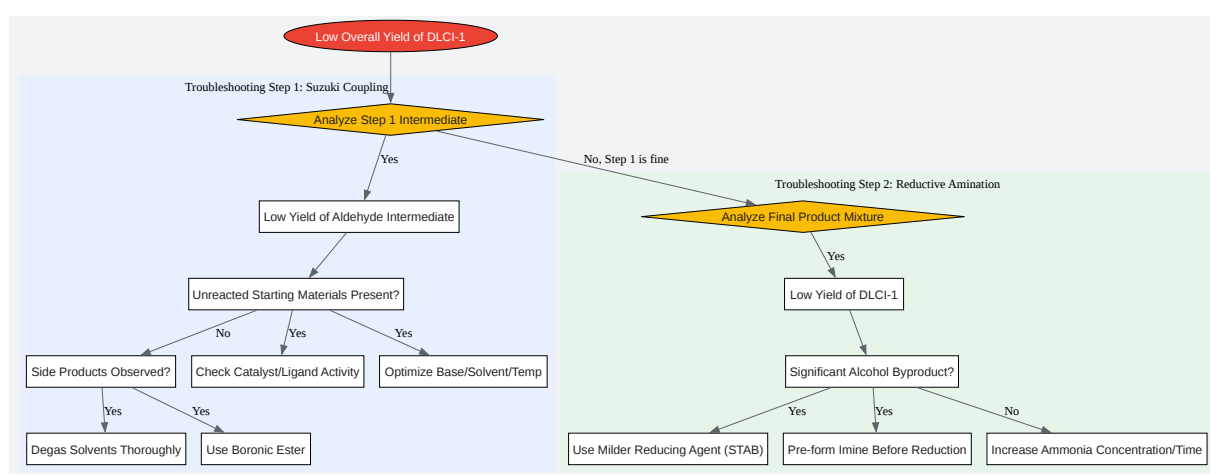 Low Overall Yield of DLCI-1
Troubleshooting Step 1: Suzuki Coupling
Analyze Step 1 Intermediate
Yes
No, Step 1 is fine
Troubleshooting Step 2: Reductive Amination
Low Yield of Aldehyde Intermediate
Analyze Final Product Mixture
Yes
Unreacted Starting Materials Present?
Low Yield of DLCI-1
No
Yes
Yes
Side Products Observed?
Check Catalyst/Ligand Activity
Optimize Base/Solvent/Temp
Significant Alcohol Byproduct?
Yes
Yes
Yes
Yes
No
Degas Solvents Thoroughly
Use Boronic Ester
Use Milder Reducing Agent (STAB)
Pre-form Imine Before Reduction
Increase Ammonia Concentration/Time